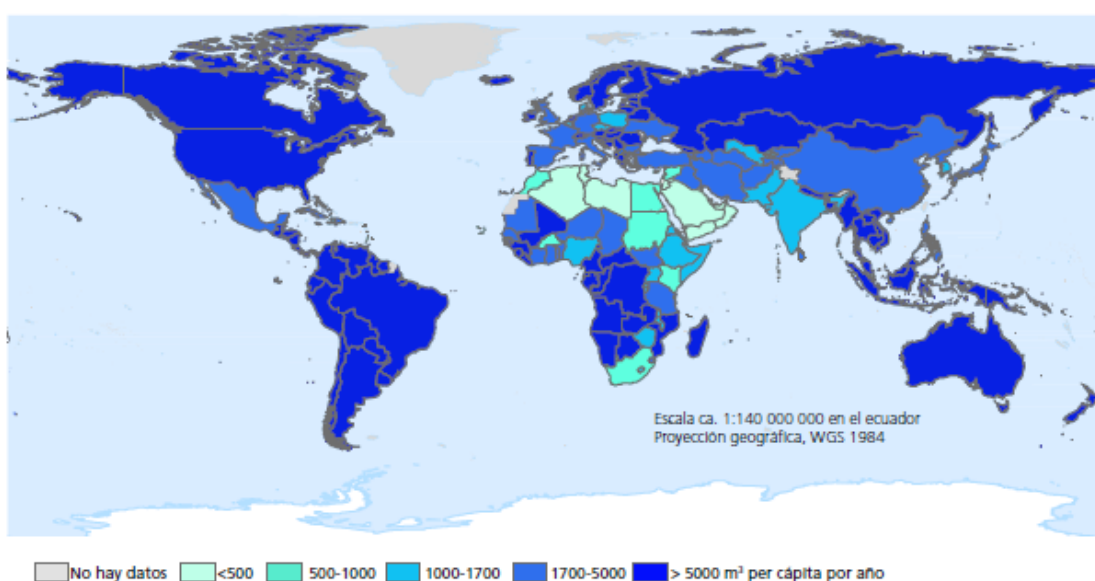 Escala ca. 1:140 000 000 en el ecuador
Proyección geográfica, WGS 1984
No hay datos <500 500-1000 1000-1700 1700-5000 > 5000 m³ per cápita por año